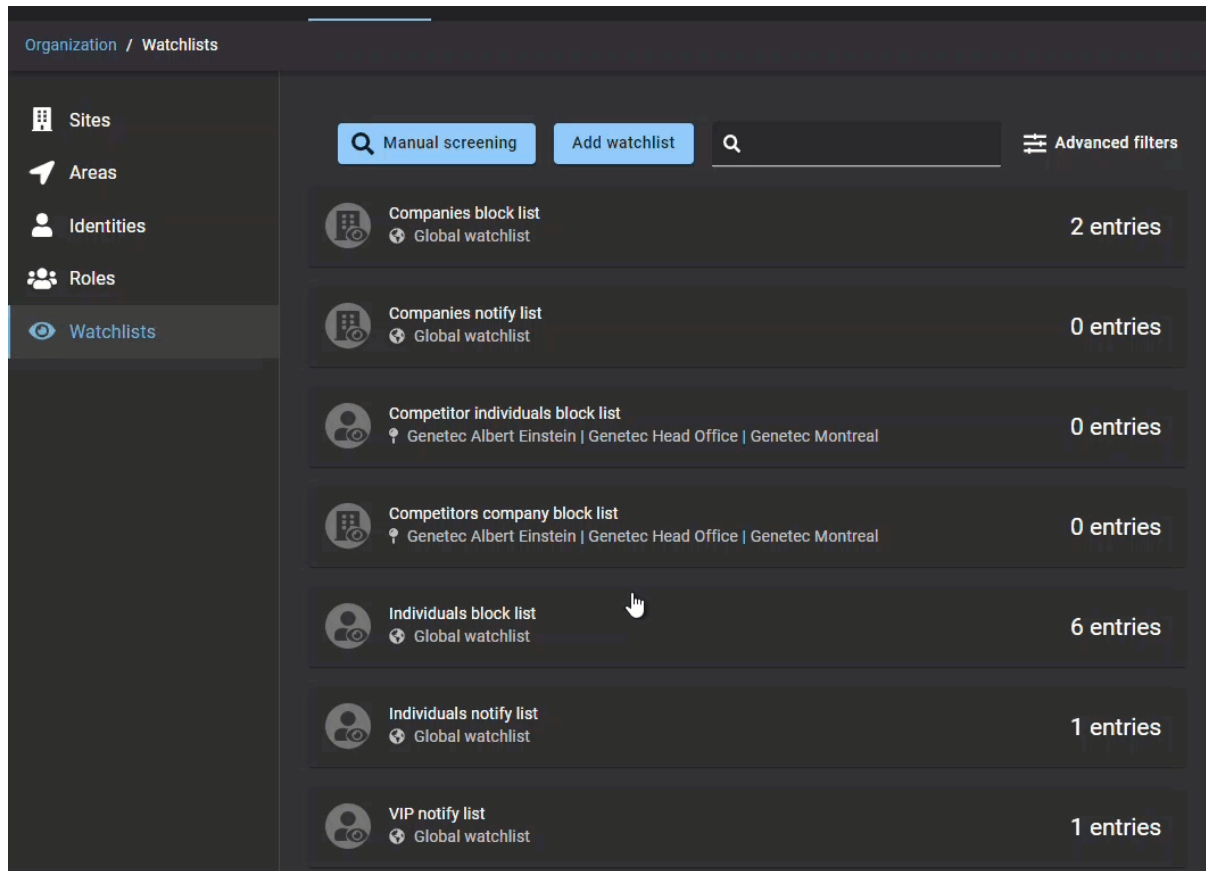 Organization / Watchlists
Sites
Areas
Identities
Roles
Watchlists
Manual screening
Add watchlist
Advanced filters
Companies block list
Global watchlist
2 entries
Companies notify list
Global watchlist
0 entries
Competitor individuals block list
Genetec Albert Einstein | Genetec Head Office | Genetec Montreal
0 entries
Competitors company block list
Genetec Albert Einstein | Genetec Head Office | Genetec Montreal
0 entries
Individuals block list
Global watchlist
6 entries
Individuals notify list
Global watchlist
1 entries
VIP notify list
Global watchlist
1 entries